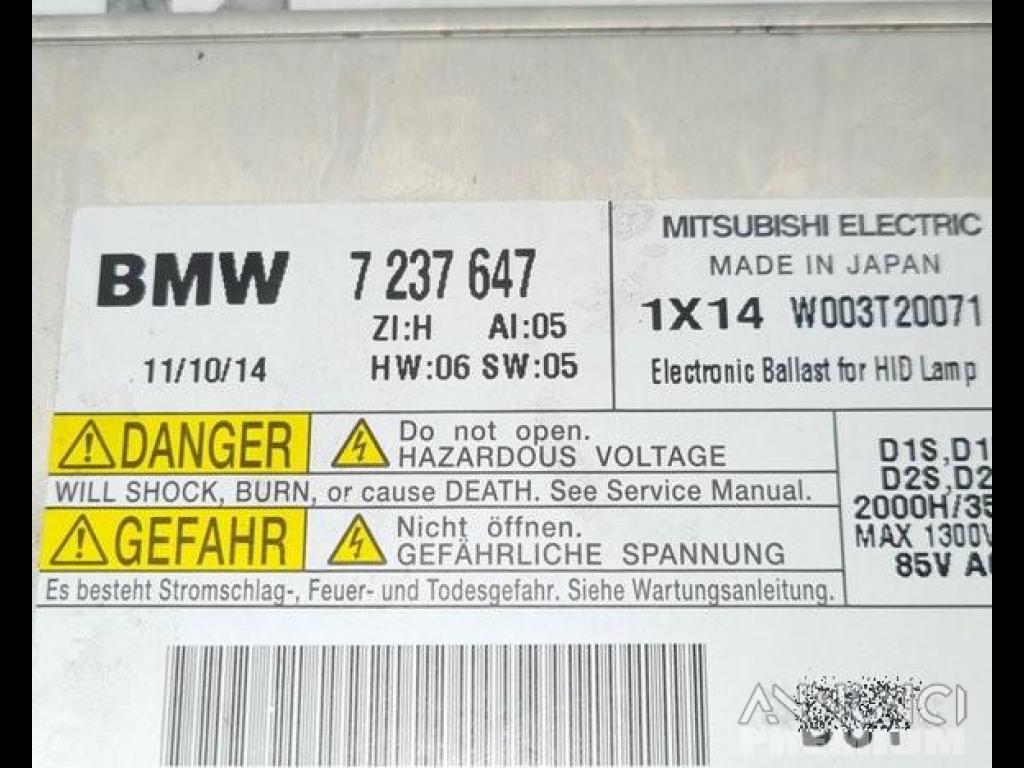 BMW 7 237 647
ZI:H AI:05
11/10/14 HW:06 SW:05
MITSUBISHI ELECTRIC
MADE IN JAPAN
1X14 W003T20071
Electronic Ballast for HID Lamp
DANGER
Do not open.
HAZARDOUS VOLTAGE
WILL SHOCK, BURN, or cause DEATH. See Service Manual.
GEFAHR
Nicht öffnen.
GEFÄHRLICHE SPANNUNG
Es besteht Stromschlag-, Feuer- und Todesgefahr. Siehe Wartungsanleitung.
D1S,D1
D2S,D2
2000H/35
MAX 1300V
85V A
ANNUNCI
PREMIUM